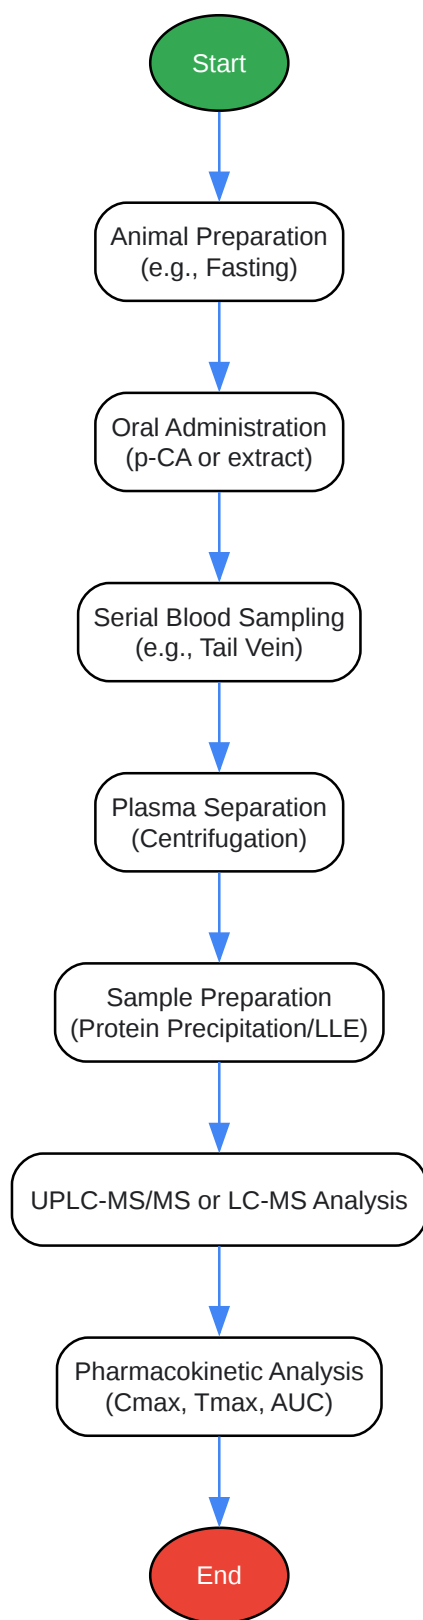 Start
Animal Preparation
(e.g., Fasting)
Oral Administration
(p-CA or extract)
Serial Blood Sampling
(e.g., Tail Vein)
Plasma Separation
(Centrifugation)
Sample Preparation
(Protein Precipitation/LLE)
UPLC-MS/MS or LC-MS Analysis
Pharmacokinetic Analysis
(Cmax, Tmax, AUC)
End